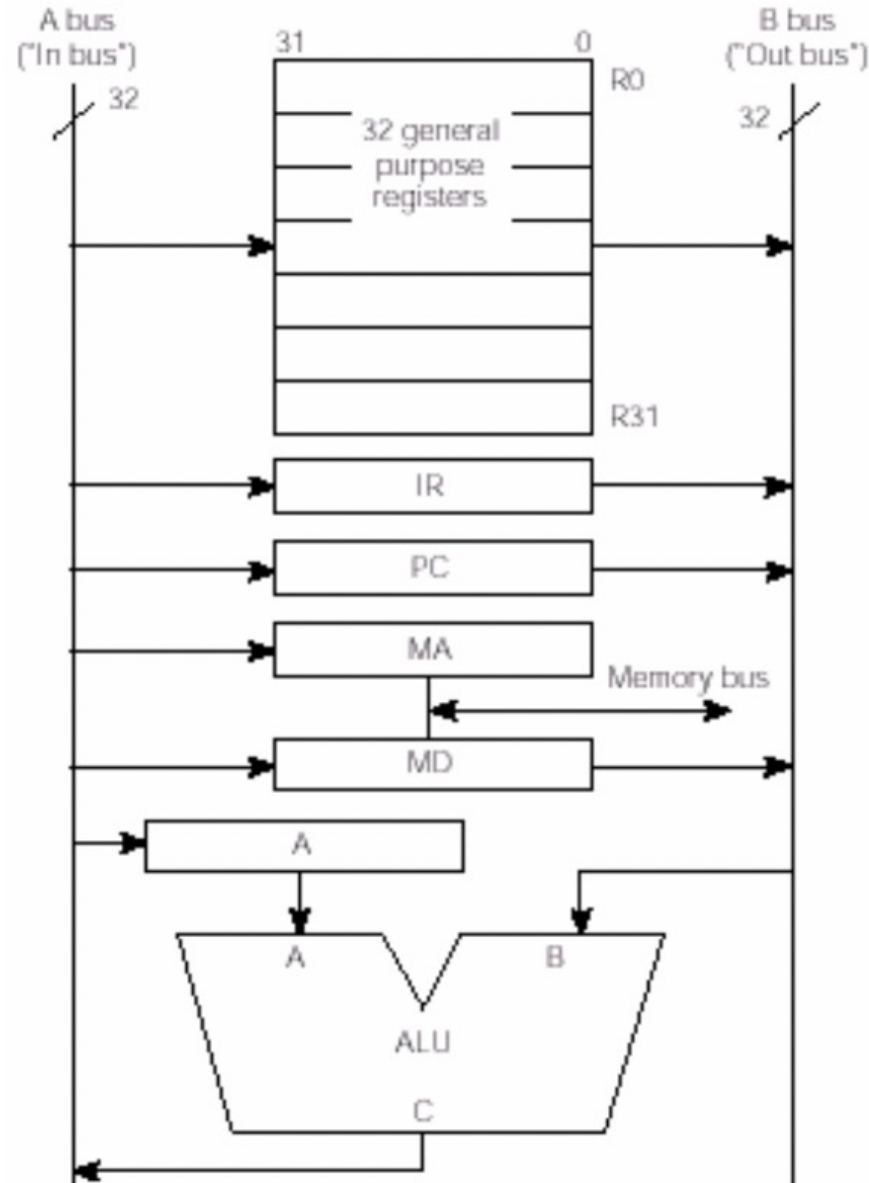 A bus
("In bus")
B bus
("Out bus")
31
0
R0
32
32
32 general
purpose
registers
R31
IR
PC
MA
Memory bus
MD
A
A
B
ALU
C